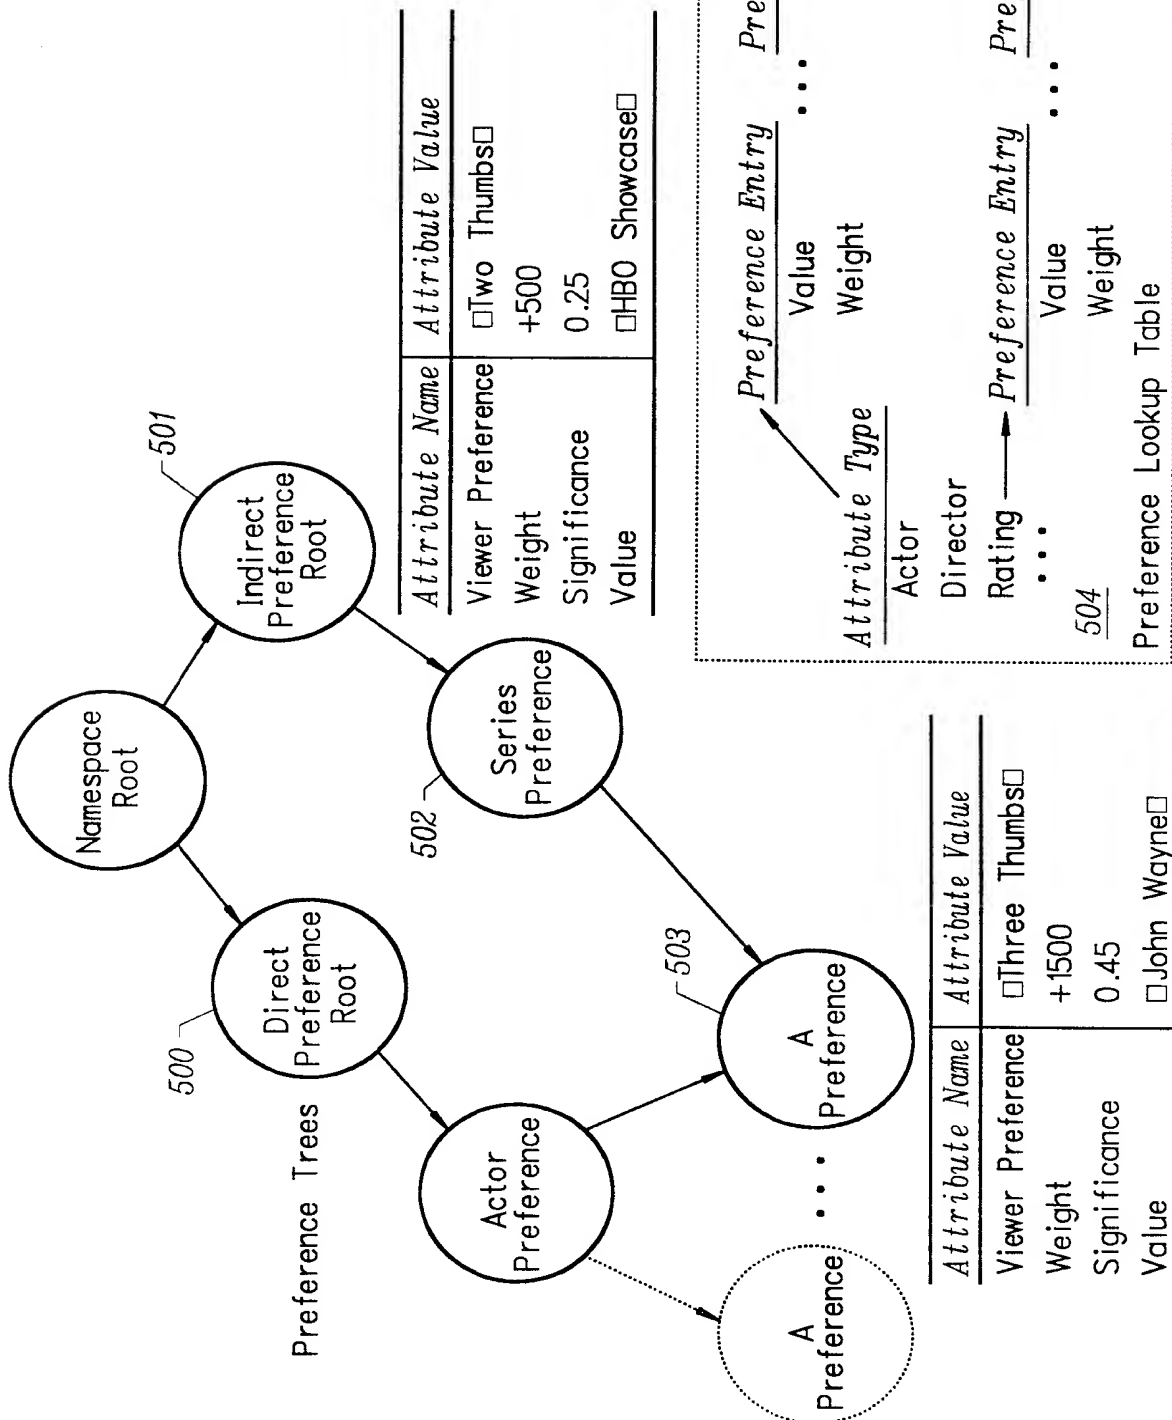 Preference Trees
Namespace
Root
500
Direct
Preference
Root
501
Indirect
Preference
Root
Actor
Preference
502
Series
Preference
A
Preference
• • •
503
A
Preference
Attribute Name Attribute Value
Viewer Preference □Two Thumbs□
Weight +500
Significance 0.25
Value □HBO Showcase□
Attribute Name Attribute Value
Viewer Preference □Three Thumbs□
Weight +1500
Significance 0.45
Value □John Wayne□
Preference Entry Pre
Value • • •
Weight
Attribute Type
Actor
Director
Rating Preference Entry Pre
• • • Value • • •
Weight
504
Preference Lookup Table